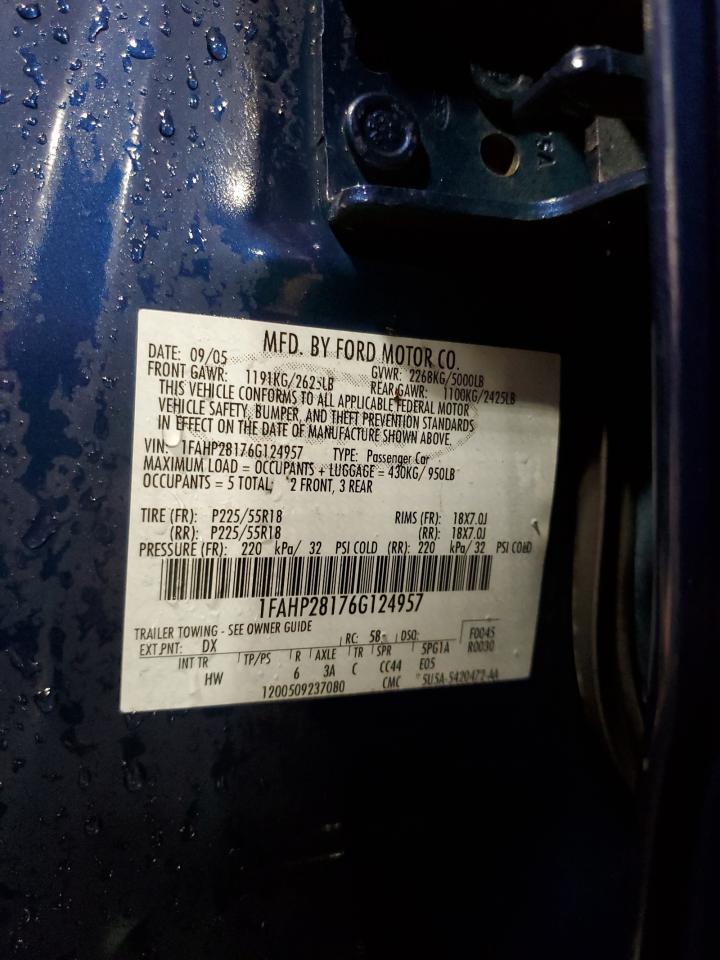 MFD. BY FORD MOTOR CO.
DATE: 09/05 GVWR: 2268KG/5000LB
FRONT GAWR: 1191KG/2625LB REAR GAWR: 1100KG/2425LB
THIS VEHICLE CONFORMS TO ALL APPLICABLE FEDERAL MOTOR
VEHICLE SAFETY, BUMPER, AND THEFT PREVENTION STANDARDS
IN EFFECT ON THE DATE OF MANUFACTURE SHOWN ABOVE.
VIN: 1FAHP28176G124957 TYPE: Passenger Car
MAXIMUM LOAD = OCCUPANTS + LUGGAGE = 430KG/ 950LB
OCCUPANTS = 5 TOTAL; 2 FRONT, 3 REAR
TIRE (FR): P225/55R18 RIMS (FR): 18X7.0J
(RR): P225/55R18 (RR): 18X7.0J
PRESSURE (FR): 220 kPa/ 32 PSI COLD (RR): 220 kPa/ 32 PSI COLD
1FAHP28176G124957
TRAILER TOWING - SEE OWNER GUIDE
EXT PNT: DX RC: 58 DSO: F0045
INT TR TP/PS R AXLE TR SPR 5PG1A R0030
HW 6 3A C CC44 E05
1200509237080 CMC 5U5A-5420472-AA